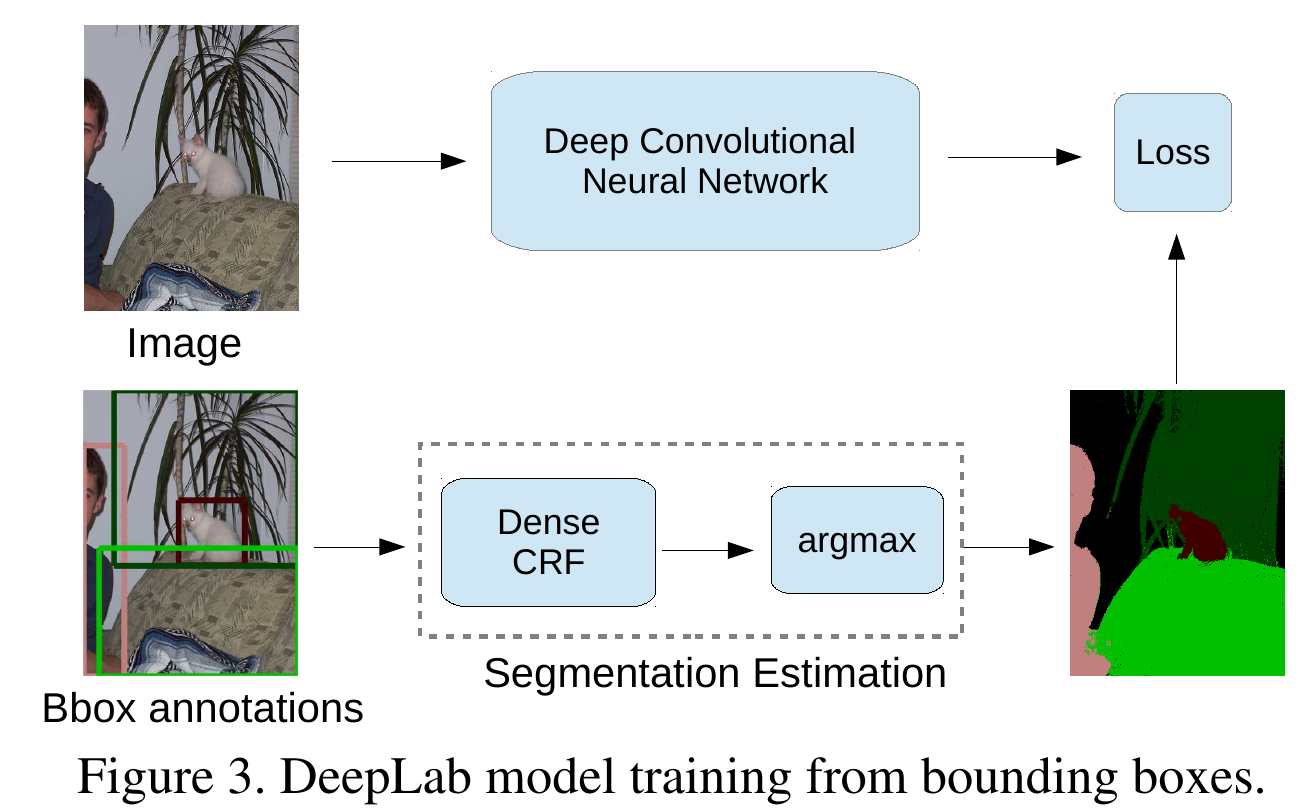 Deep Convolutional
Neural Network
Loss
Image
Dense
CRF
argmax
Segmentation Estimation
Bbox annotations
Figure 3. DeepLab model training from bounding boxes.